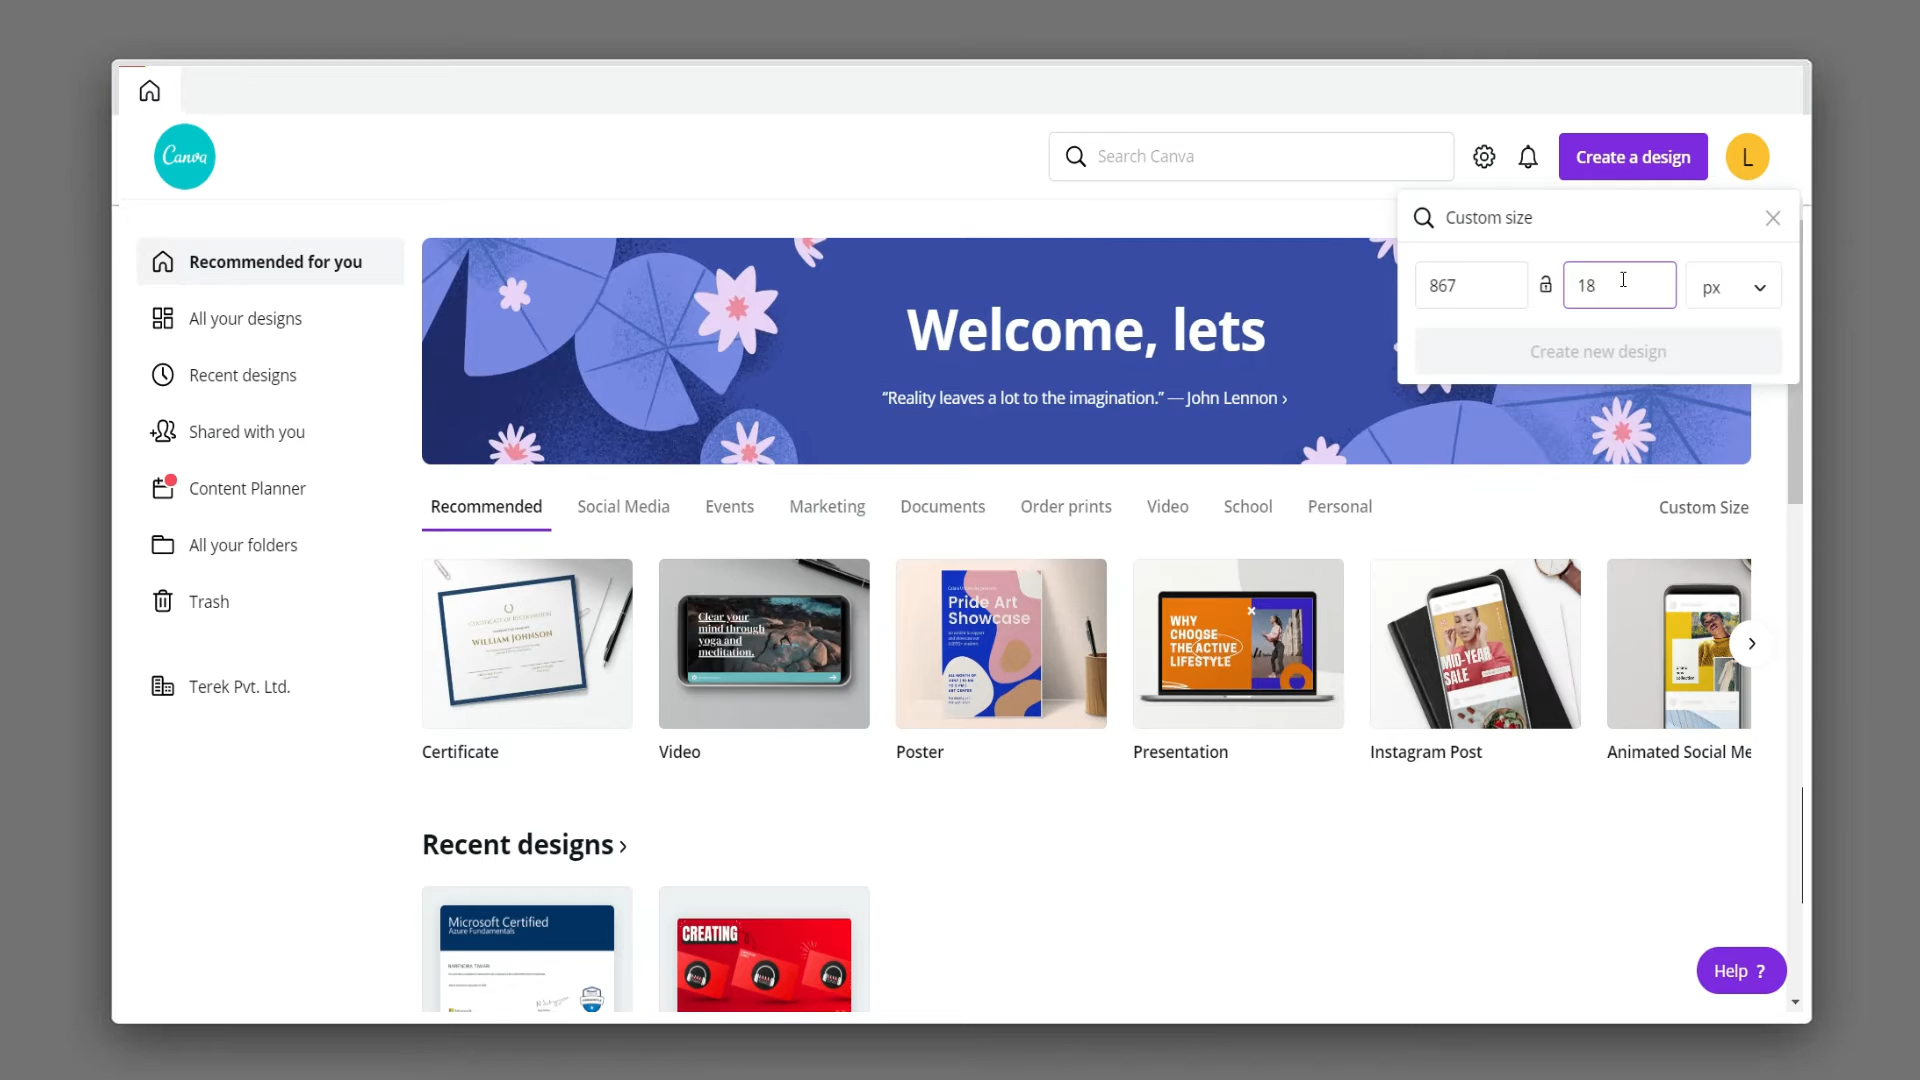 Canva
Search Canva
Create a design
L
Custom size
867
18
px
Create new design
Recommended for you
All your designs
Recent designs
Shared with you
Content Planner
All your folders
Trash
Terek Pvt. Ltd.
Welcome, lets
“Reality leaves a lot to the imagination.” — John Lennon ›
Recommended
Social Media
Events
Marketing
Documents
Order prints
Video
School
Personal
Custom Size
CERTIFICATE OF RECOGNITION
WILLIAM JOHNSON
Clear your
mind through
yoga and
meditation.
Pride Art
Showcase
WHY
CHOOSE
THE ACTIVE
LIFESTYLE
MID-YEAR
SALE
Certificate
Video
Poster
Presentation
Instagram Post
Animated Social Me
Recent designs ›
Microsoft Certified
Azure Fundamentals
CREATING
Help ?